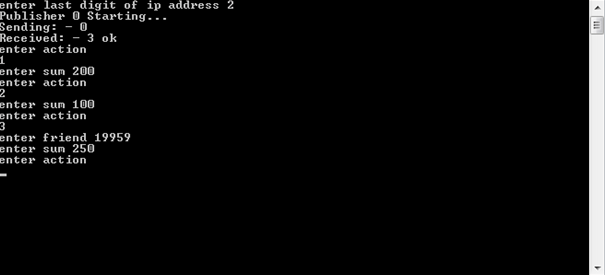 enter last digit of ip address 2
Publisher 0 Starting...
Sending: - 0
Received: - 3 ok
enter action
1
enter sum 200
enter action
2
enter sum 100
enter action
3
enter friend 19959
enter sum 250
enter action